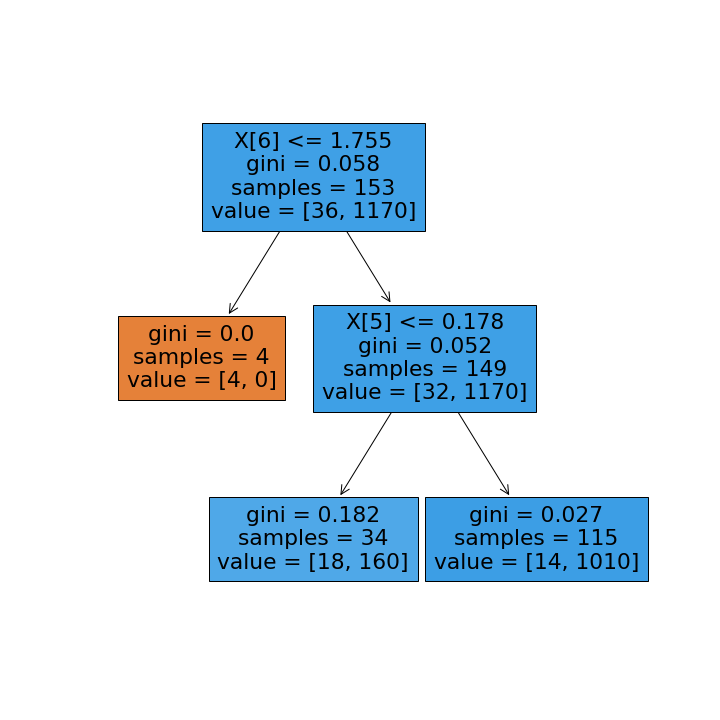 X[6] <= 1.755
gini = 0.058
samples = 153
value = [36, 1170]
gini = 0.0
samples = 4
value = [4, 0]
X[5] <= 0.178
gini = 0.052
samples = 149
value = [32, 1170]
gini = 0.182
samples = 34
value = [18, 160]
gini = 0.027
samples = 115
value = [14, 1010]